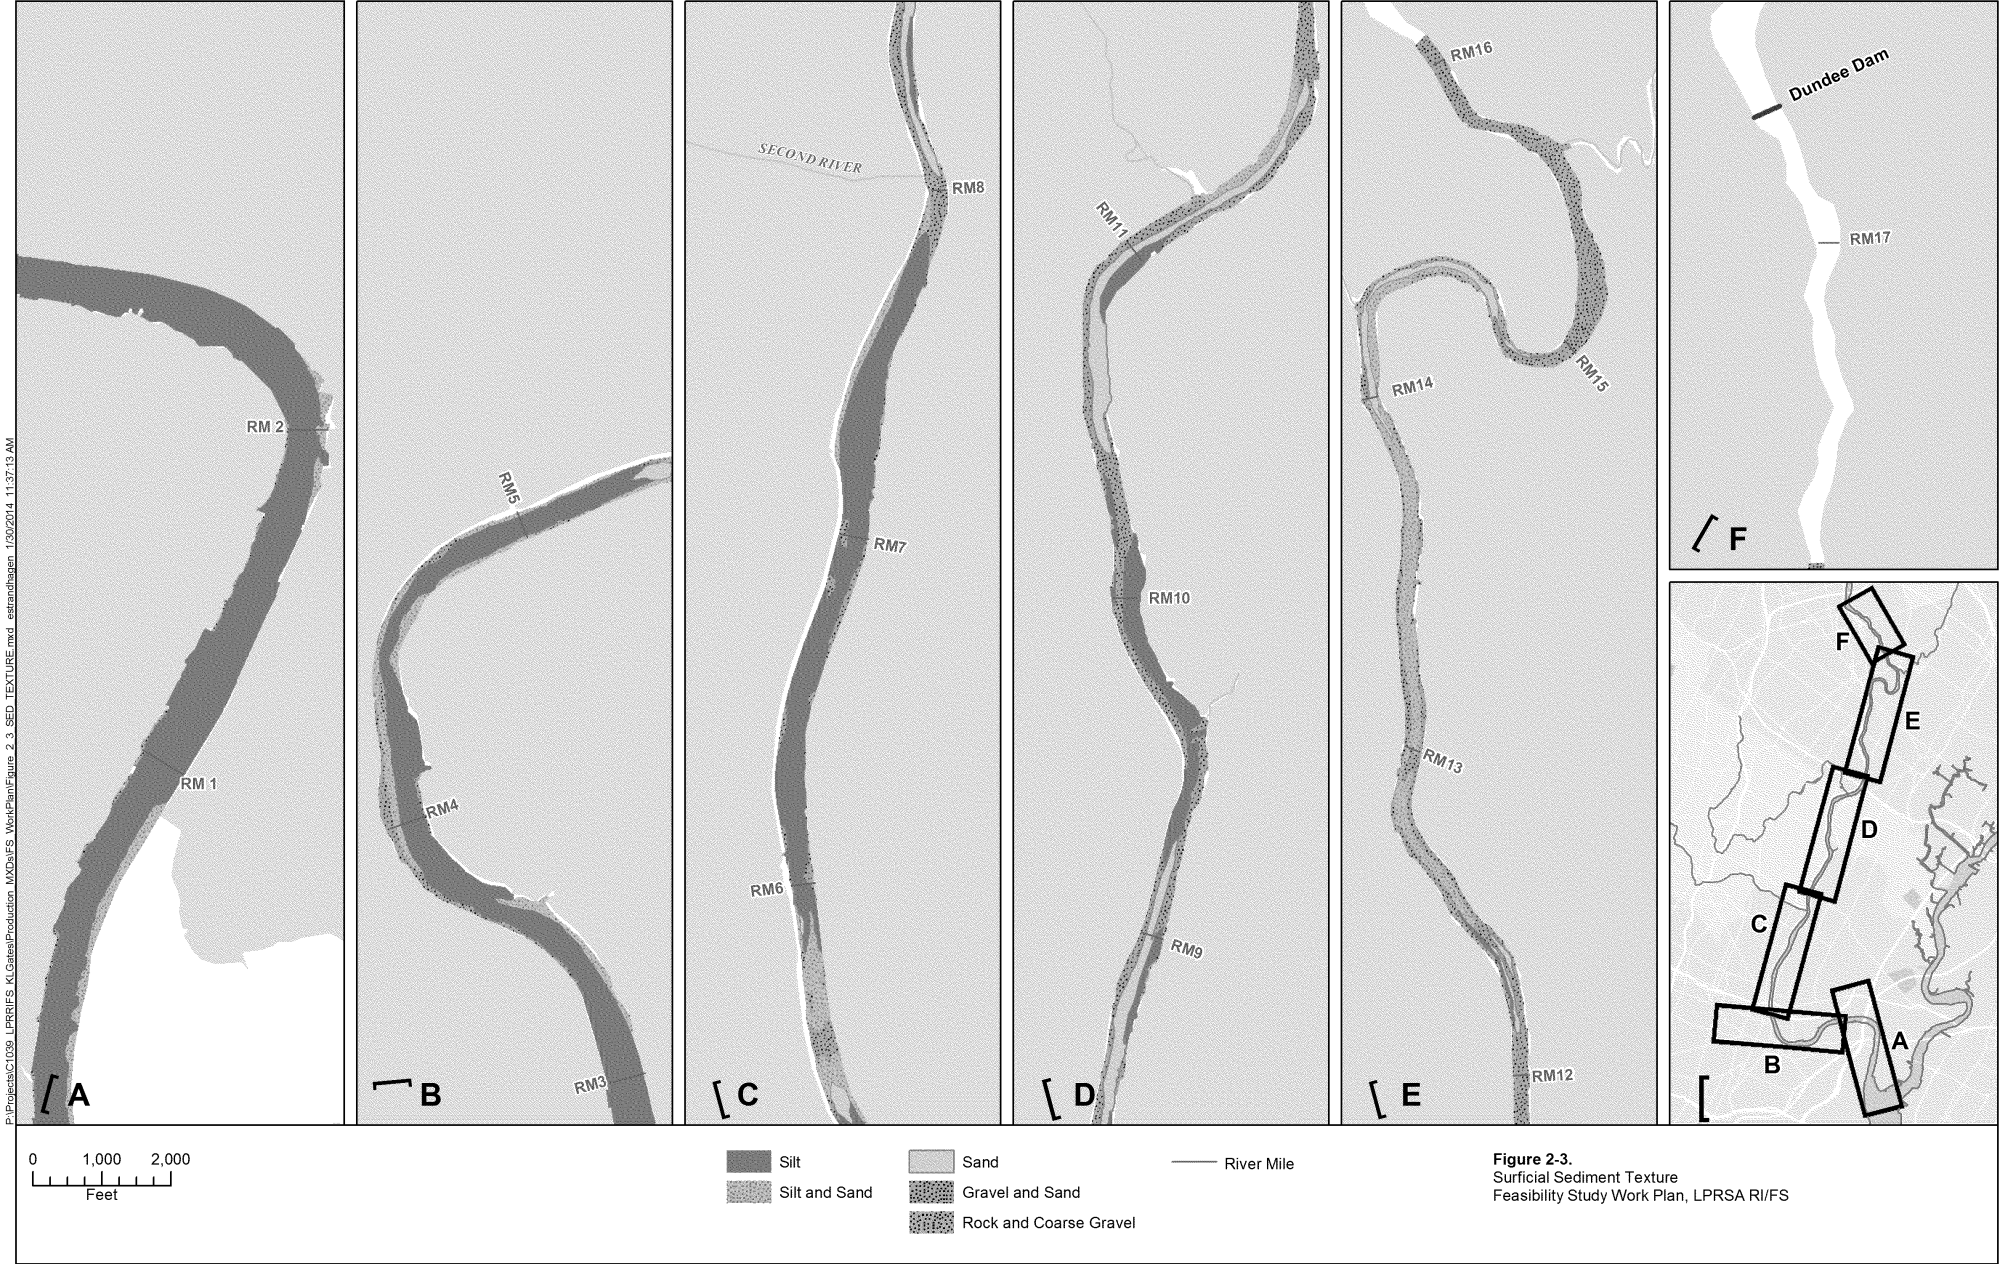 P:\Projects\C1039_LPRRIFS_KLGates\Production_MXDs\FS_WorkPlan\Figure_2_3_SED_TEXTURE.mxd estrandhagen 1/30/2014 11:37:13 AM
RM 2
RM 1
A
RM5
RM4
RM3
B
SECOND RIVER
RM8
RM7
RM6
C
RM11
RM10
RM9
D
RM16
RM15
RM14
RM13
RM12
E
Dundee Dam
RM17
F
F
E
D
C
A
B
0 1,000 2,000
Feet
Silt
Silt and Sand
Sand
Gravel and Sand
Rock and Coarse Gravel
River Mile
Figure 2-3.
Surficial Sediment Texture
Feasibility Study Work Plan, LPRSA RI/FS